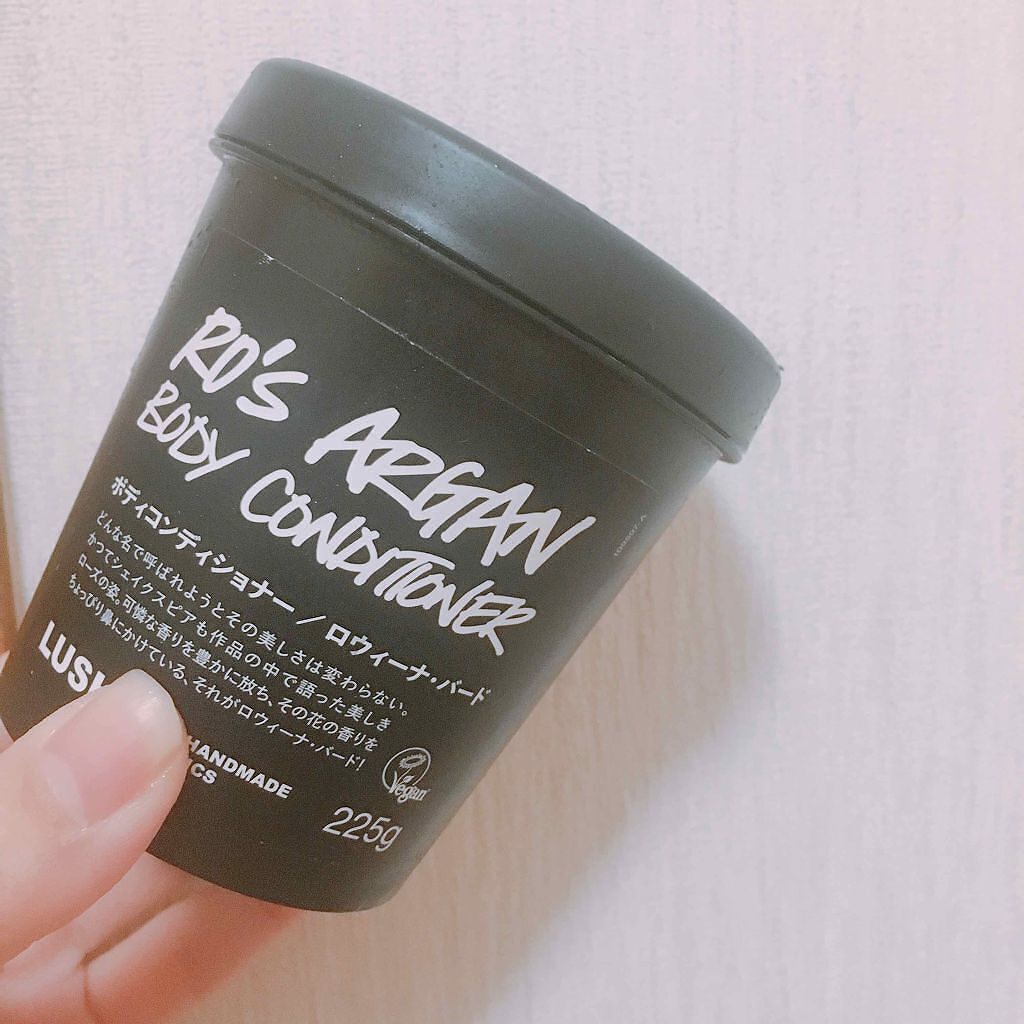 RO'S ARGAN
BODY CONDITIONER
ボディコンディショナー／ロウィーナ・バード
どんな名で呼ばれようとその美しさは変わらない。
かつてシェイクスピアも作品の中で語った美しき
ローズの姿。可憐な香りを豊かに放ち、その花の香りを
ちょっぴり鼻にかけている、それがロウィーナ・バード!
LUS
HANDMADE
ICS
Vegan
225g